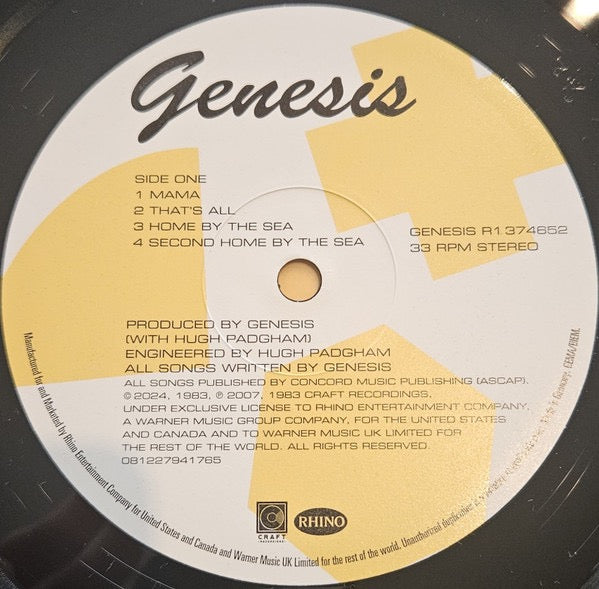 Genesis
SIDE ONE
1 MAMA
2 THAT'S ALL
3 HOME BY THE SEA
4 SECOND HOME BY THE SEA
GENESIS R1 374652
33 RPM STEREO
PRODUCED BY GENESIS
(WITH HUGH PADGHAM)
ENGINEERED BY HUGH PADGHAM
ALL SONGS WRITTEN BY GENESIS
ALL SONGS PUBLISHED BY CONCORD MUSIC PUBLISHING (ASCAP).
© 2024, 1983, ℗ 2007, 1983 CRAFT RECORDINGS,
UNDER EXCLUSIVE LICENSE TO RHINO ENTERTAINMENT COMPANY,
A WARNER MUSIC GROUP COMPANY, FOR THE UNITED STATES
AND CANADA AND TO WARNER MUSIC UK LIMITED FOR
THE REST OF THE WORLD. ALL RIGHTS RESERVED.
081227941765
CRAFT
RECORDINGS
RHINO
Manufactured for and Marketed by Rhino Entertainment Company for United States and Canada and Warner Music UK Limited for the rest of the world. Unauthorized duplication is Germany. GEMA/BIEM.